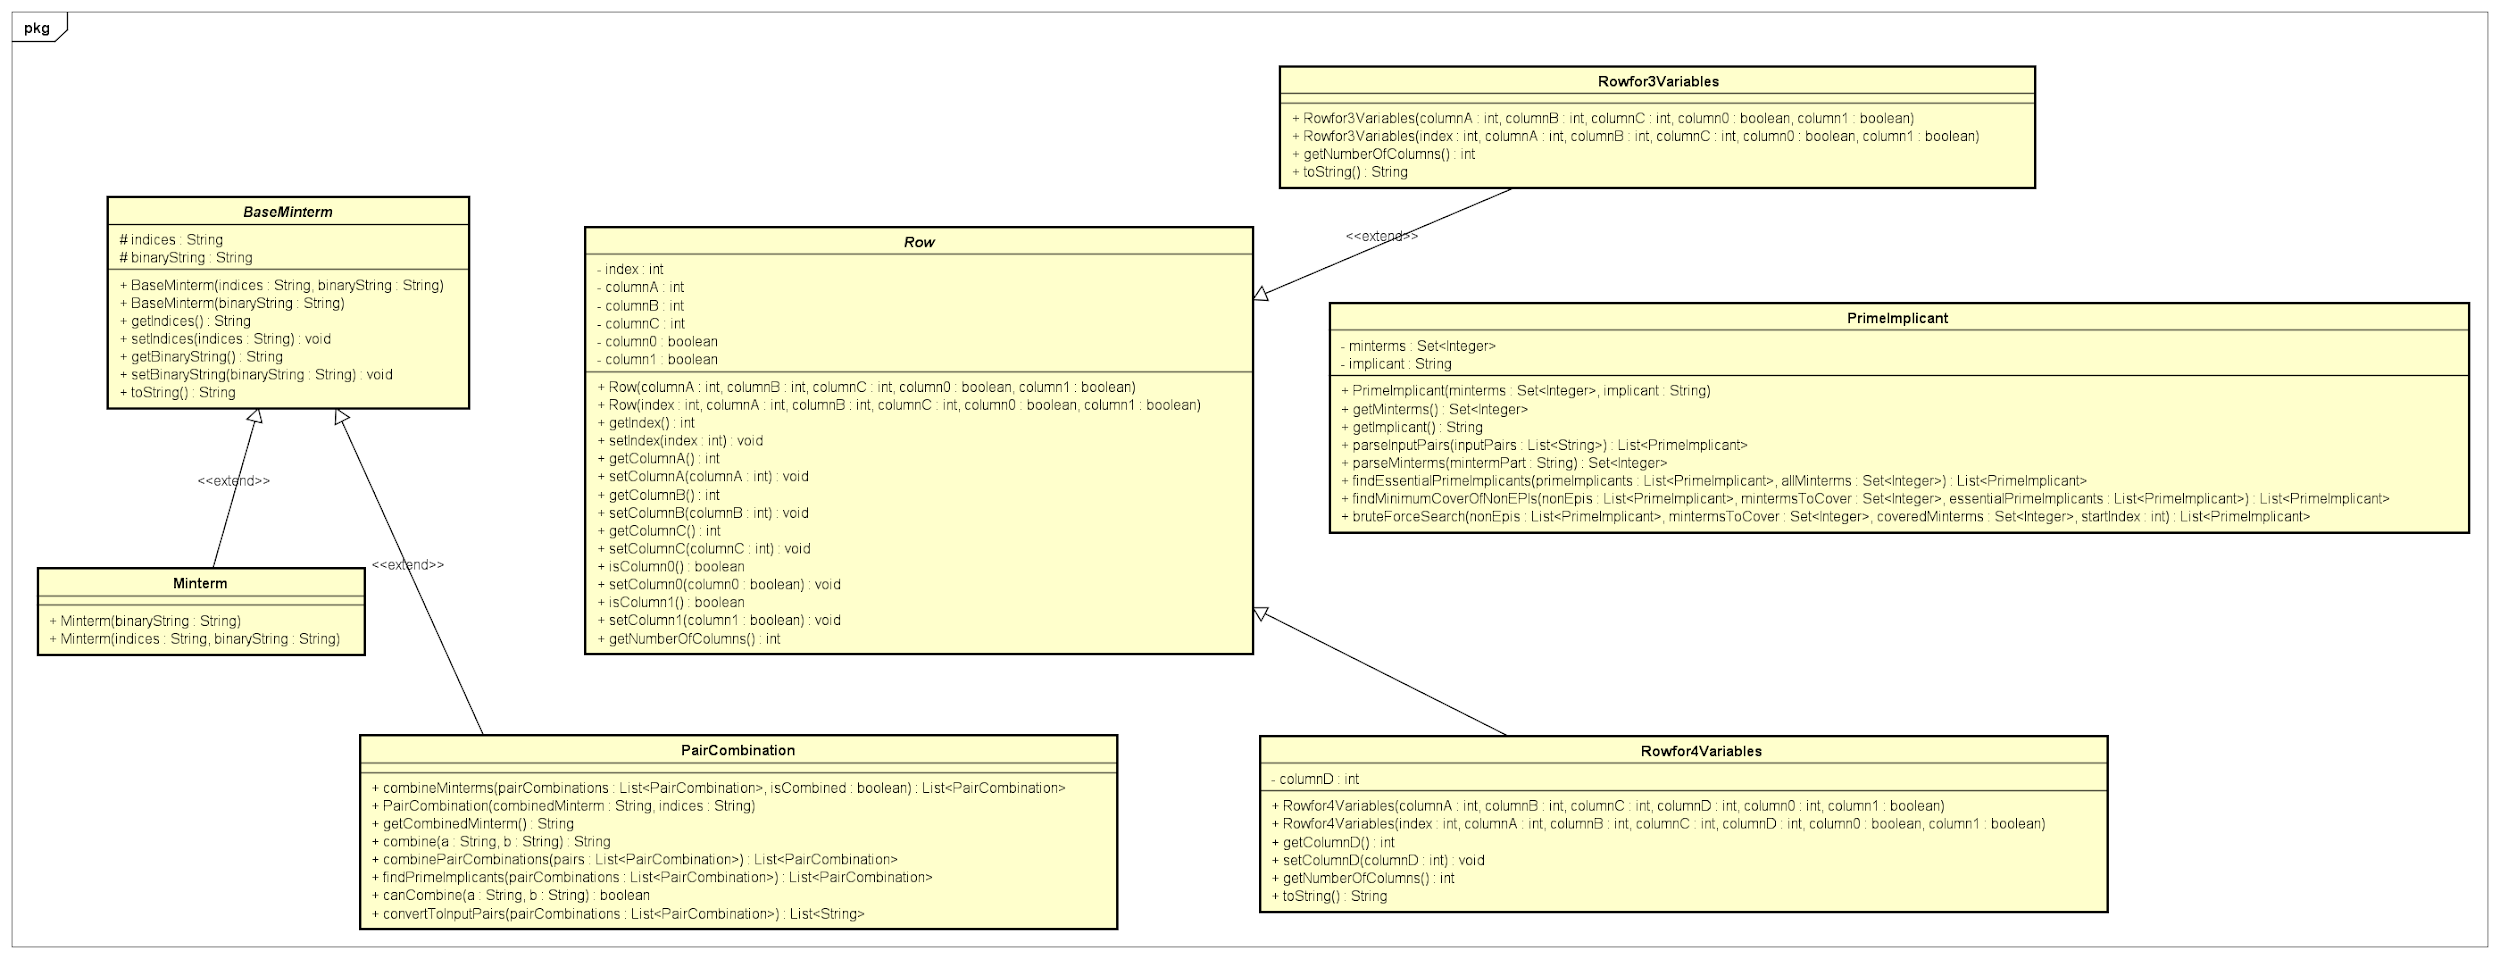 pkg
Rowfor3Variables
+ Rowfor3Variables(columnA : int, columnB : int, columnC : int, column0 : boolean, column1 : boolean)
+ Rowfor3Variables(index : int, columnA : int, columnB : int, columnC : int, column0 : boolean, column1 : boolean)
+ getNumberOfColumns() : int
+ toString() : String
<<extend>>
BaseMinterm
# indices : String
# binaryString : String
+ BaseMinterm(indices : String, binaryString : String)
+ BaseMinterm(binaryString : String)
+ getIndices() : String
+ setIndices(indices : String) : void
+ getBinaryString() : String
+ setBinaryString(binaryString : String) : void
+ toString() : String
<<extend>>
<<extend>>
Row
- index : int
- columnA : int
- columnB : int
- columnC : int
- column0 : boolean
- column1 : boolean
+ Row(columnA : int, columnB : int, columnC : int, column0 : boolean, column1 : boolean)
+ Row(index : int, columnA : int, columnB : int, columnC : int, column0 : boolean, column1 : boolean)
+ getIndex() : int
+ setIndex(index : int) : void
+ getColumnA() : int
+ setColumnA(columnA : int) : void
+ getColumnB() : int
+ setColumnB(columnB : int) : void
+ getColumnC() : int
+ setColumnC(columnC : int) : void
+ isColumn0() : boolean
+ setColumn0(column0 : boolean) : void
+ isColumn1() : boolean
+ setColumn1(column1 : boolean) : void
+ getNumberOfColumns() : int
PrimeImplicant
- minterms : Set<Integer>
- implicant : String
+ PrimeImplicant(minterms : Set<Integer>, implicant : String)
+ getMinterms() : Set<Integer>
+ getImplicant() : String
+ parseInputPairs(inputPairs : List<String>) : List<PrimeImplicant>
+ parseMinterms(mintermPart : String) : Set<Integer>
+ findEssentialPrimeImplicants(primeImplicants : List<PrimeImplicant>, allMinterms : Set<Integer>) : List<PrimeImplicant>
+ findMinimumCoverOfNonEPIs(nonEpis : List<PrimeImplicant>, mintermsToCover : Set<Integer>, essentialPrimeImplicants : List<PrimeImplicant>) : List<PrimeImplicant>
+ bruteForceSearch(nonEpis : List<PrimeImplicant>, mintermsToCover : Set<Integer>, coveredMinterms : Set<Integer>, startIndex : int) : List<PrimeImplicant>
Minterm
+ Minterm(binaryString : String)
+ Minterm(indices : String, binaryString : String)
PairCombination
+ combineMinterms(pairCombinations : List<PairCombination>, isCombined : boolean) : List<PairCombination>
+ PairCombination(combinedMinterm : String, indices : String)
+ getCombinedMinterm() : String
+ combine(a : String, b : String) : String
+ combinePairCombinations(pairs : List<PairCombination>) : List<PairCombination>
+ findPrimeImplicants(pairCombinations : List<PairCombination>) : List<PairCombination>
+ canCombine(a : String, b : String) : boolean
+ convertToInputPairs(pairCombinations : List<PairCombination>) : List<String>
Rowfor4Variables
- columnD : int
+ Rowfor4Variables(columnA : int, columnB : int, columnC : int, columnD : int, column0 : int, column1 : boolean)
+ Rowfor4Variables(index : int, columnA : int, columnB : int, columnC : int, columnD : int, column0 : boolean, column1 : boolean)
+ getColumnD() : int
+ setColumnD(columnD : int) : void
+ getNumberOfColumns() : int
+ toString() : String